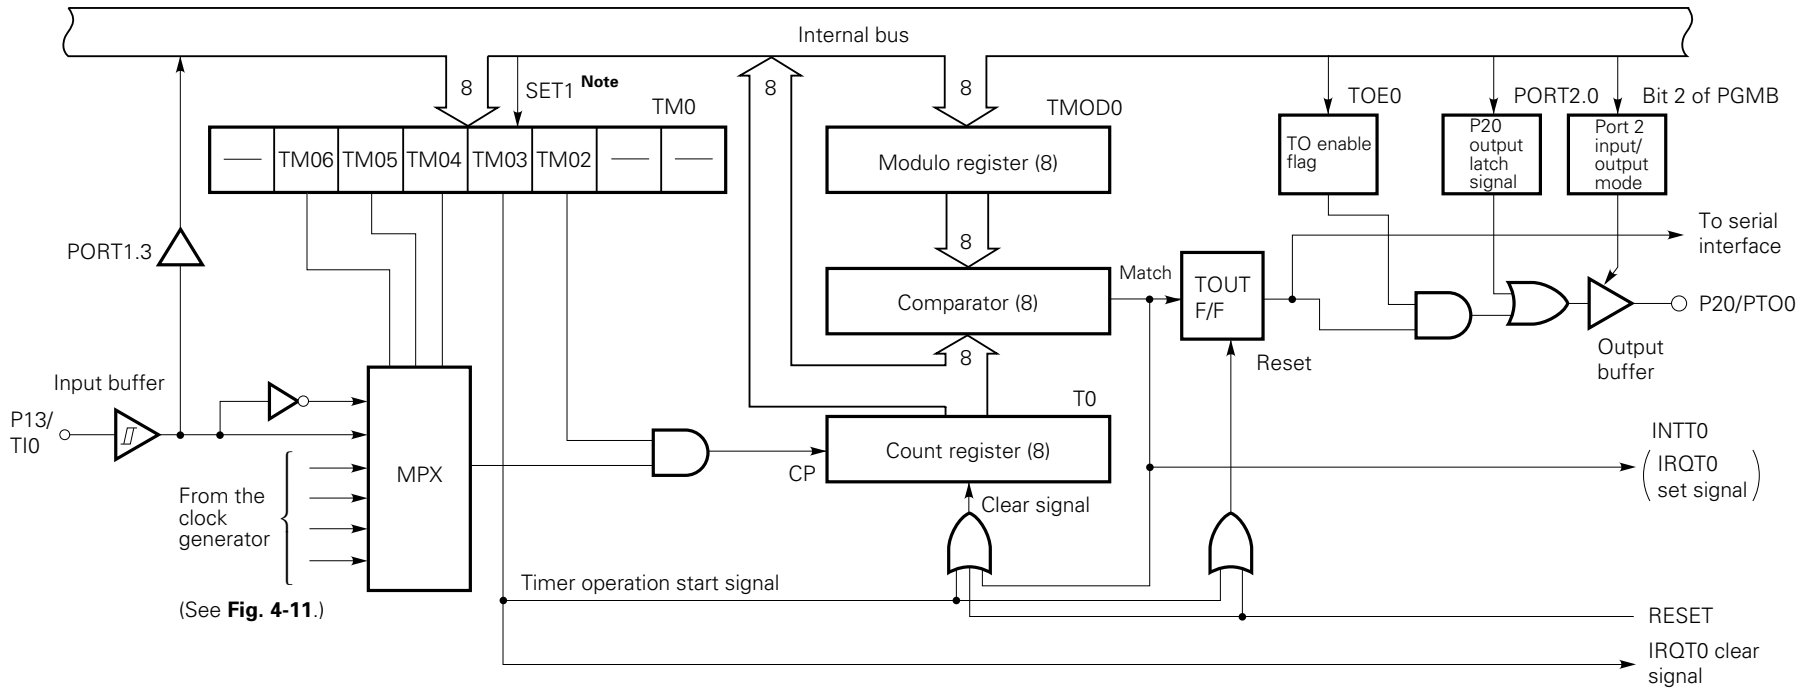 Internal bus
8
SET1 Note
TM0
8
8
TMOD0
TOE0
PORT2.0
Bit 2 of PGMB
— TM06 TM05 TM04 TM03 TM02 — —
Modulo register (8)
TO enable
flag
P20
output
latch
signal
Port 2
input/
output
mode
PORT1.3
8
To serial
interface
Match
Comparator (8)
TOUT
F/F
P20/PTO0
8
Reset
Output
buffer
Input buffer
T0
P13/
TI0
MPX
CP
Count register (8)
INTT0
(IRQT0
set signal)
From the
clock
generator
Clear signal
(See Fig. 4-11.)
Timer operation start signal
RESET
IRQT0 clear
signal